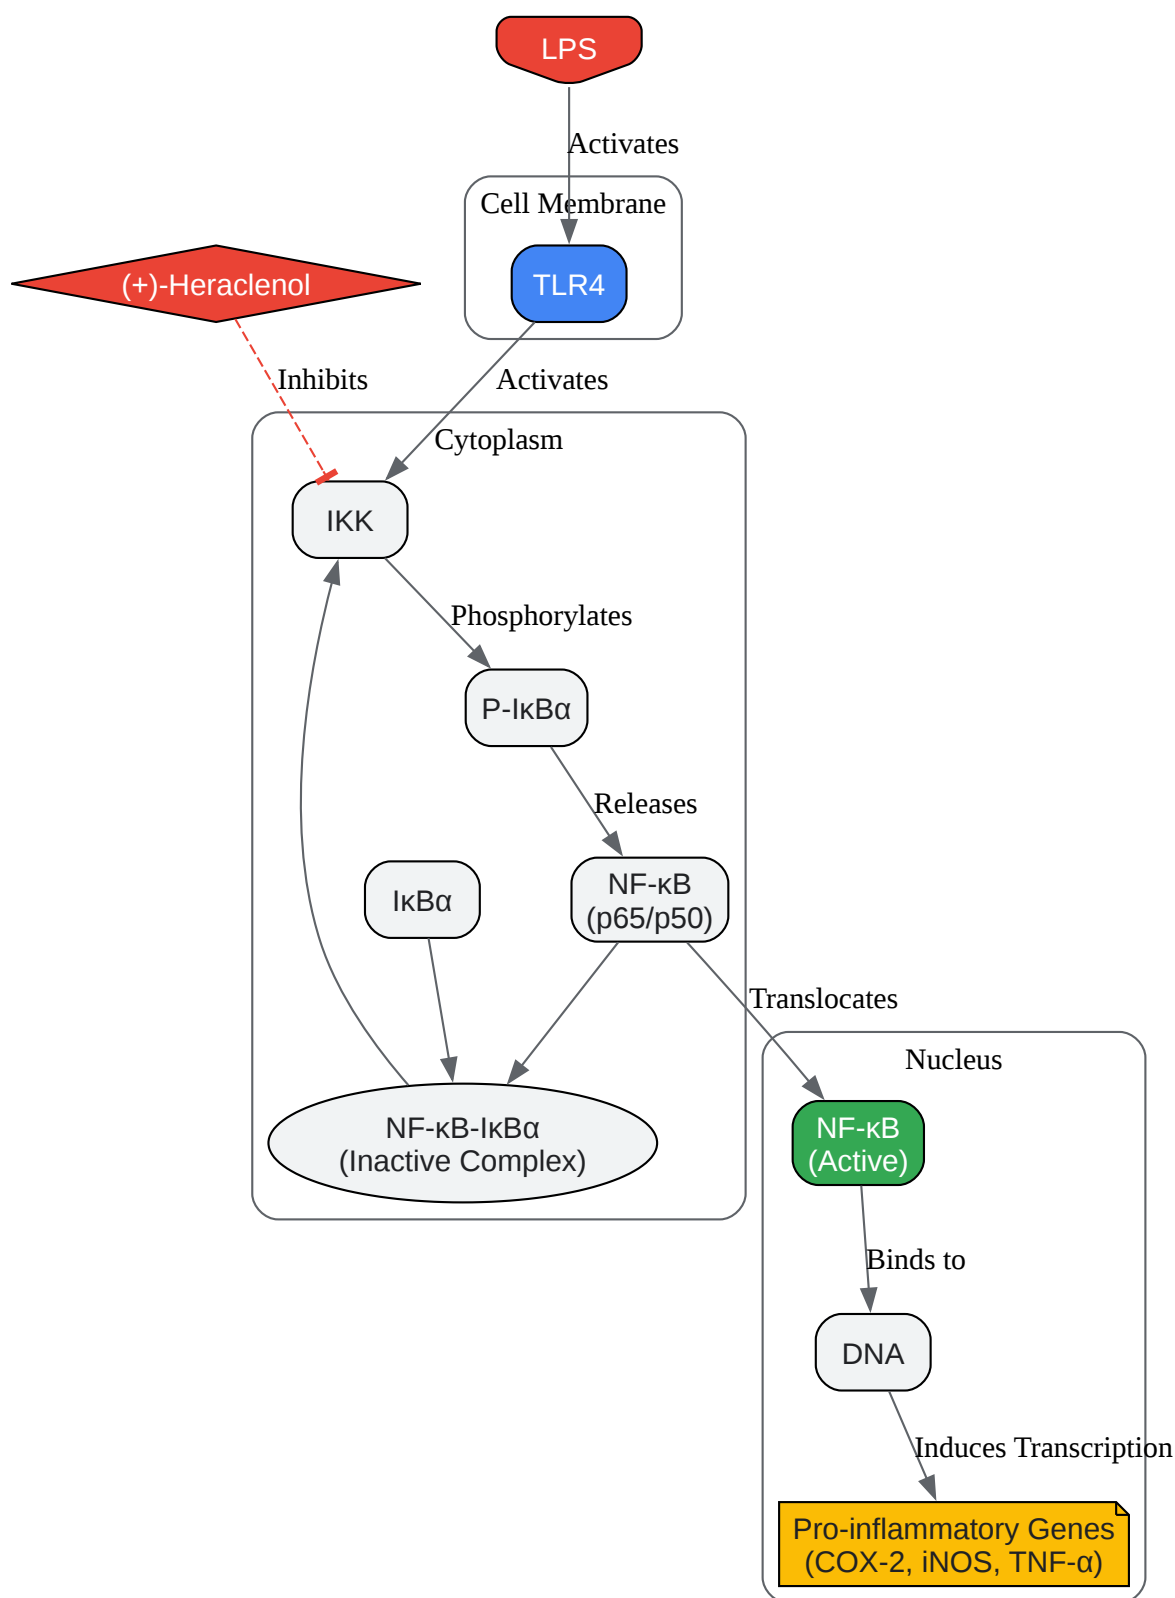 LPS
Activates
Cell Membrane
(+)-Heraclenol
TLR4
Inhibits
Activates
Cytoplasm
IKK
Phosphorylates
P-IκBα
Releases
IκBα
NF-κB
(p65/p50)
Translocates
Nucleus
NF-κB-IκBα
(Inactive Complex)
NF-κB
(Active)
Binds to
DNA
Induces Transcription
Pro-inflammatory Genes
(COX-2, iNOS, TNF-α)